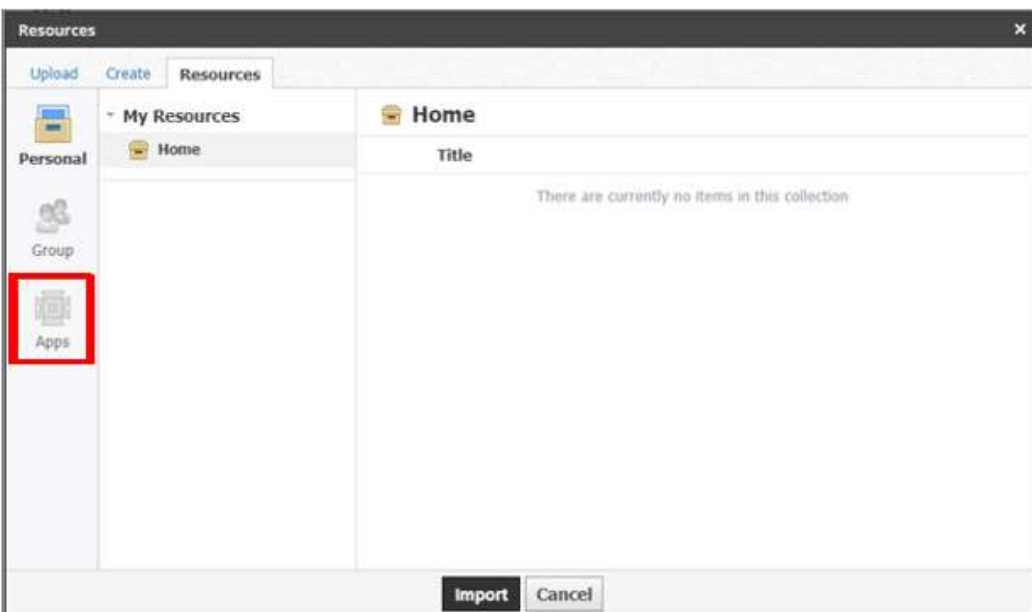 Resources
Upload Create Resources
Personal
Group
Apps
My Resources
Home
Home
Title
There are currently no items in this collection
Import Cancel